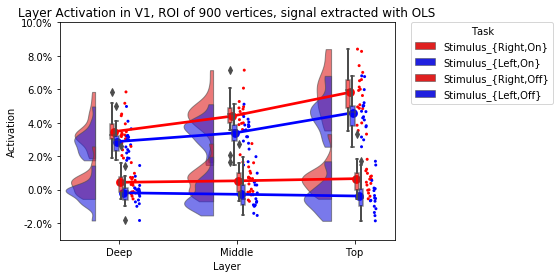 Layer Activation in V1, ROI of 900 vertices, signal extracted with OLS
Task
Stimulus_{Right,On}
Stimulus_{Left,On}
Stimulus_{Right,Off}
Stimulus_{Left,Off}
Activation
10.0%
8.0%
6.0%
4.0%
2.0%
0.0%
-2.0%
Deep
Middle
Top
Layer